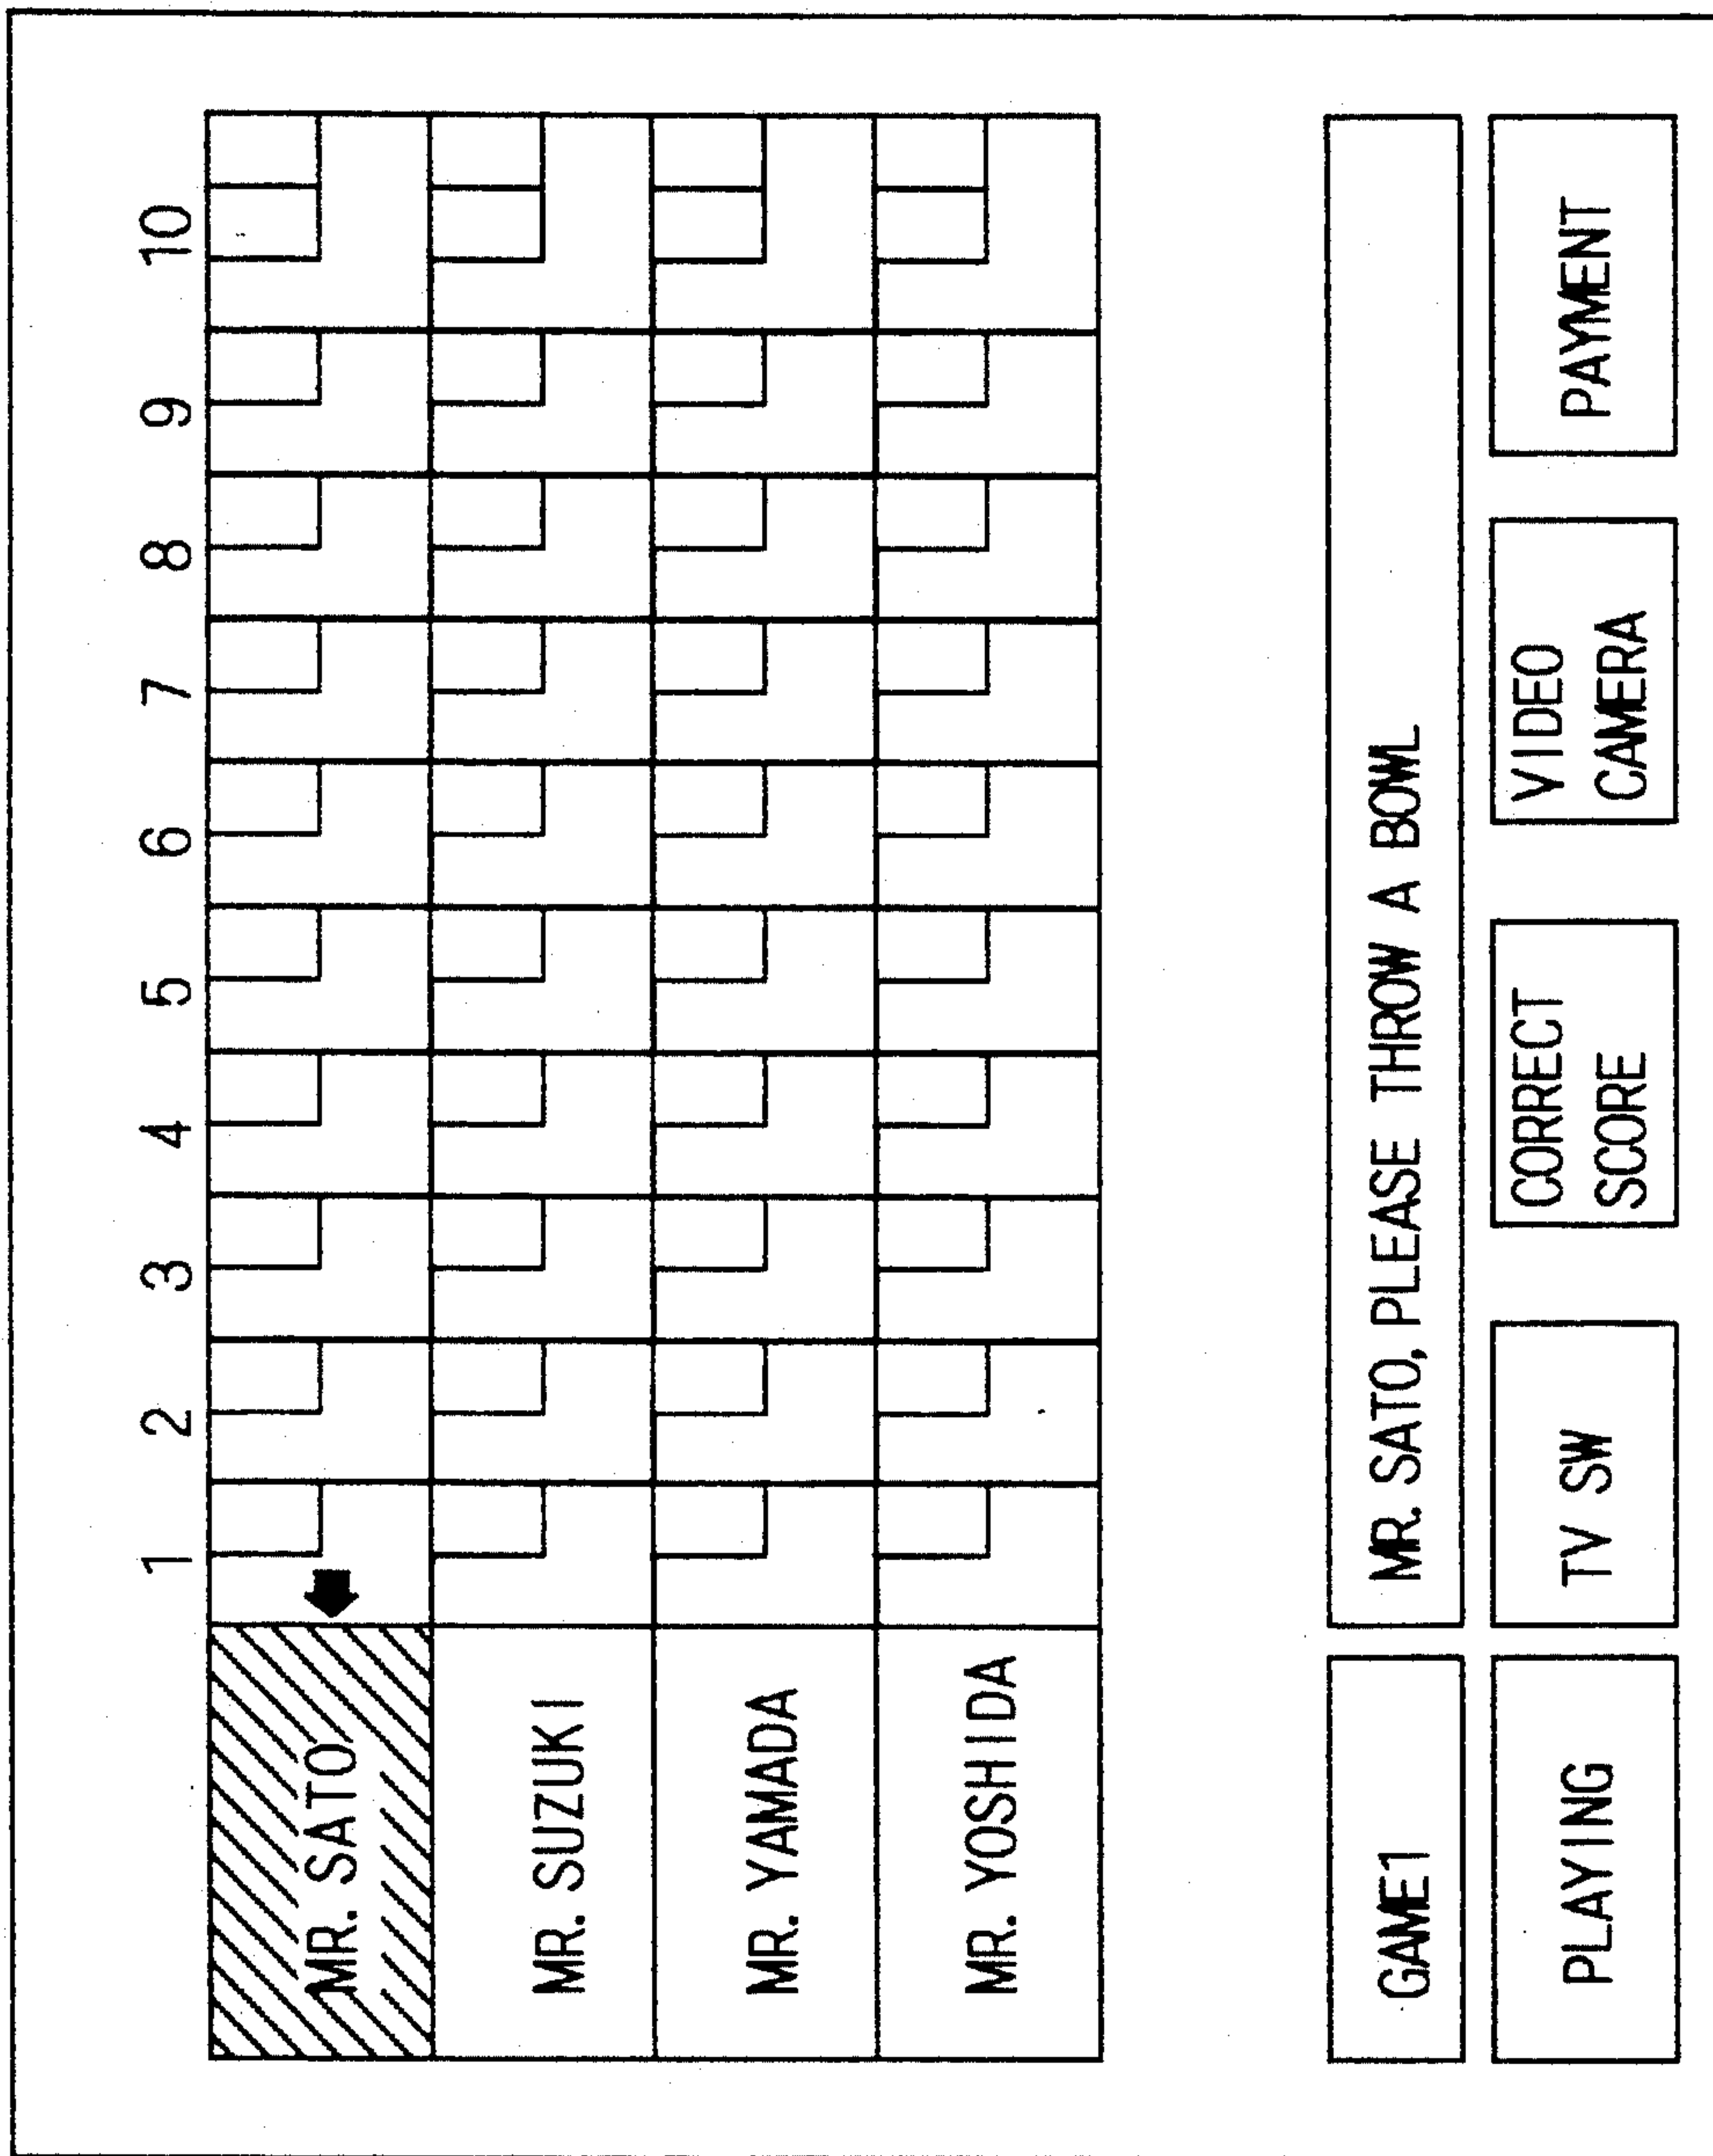 1 2 3 4 5 6 7 8 9 10
MR. SATO
MR. SUZUKI
MR. YAMADA
MR. YOSHIDA
GAME1
MR. SATO, PLEASE THROW A BOWL
PLAYING
TV SW
CORRECT
SCORE
VIDEO
CAMERA
PAYMENT